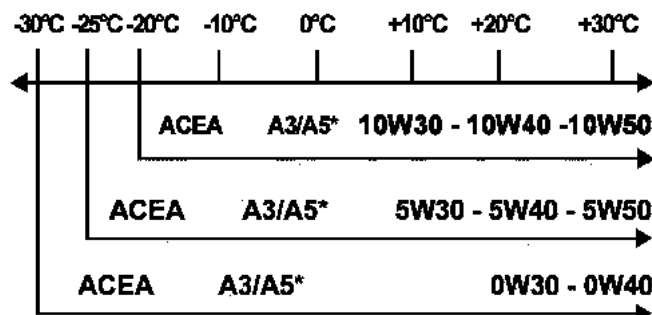 -30°C -25°C -20°C -10°C 0°C +10°C +20°C +30°C
ACEA A3/A5* 10W30 - 10W40 -10W50
ACEA A3/A5* 5W30 - 5W40 - 5W50
ACEA A3/A5* 0W30 - 0W40